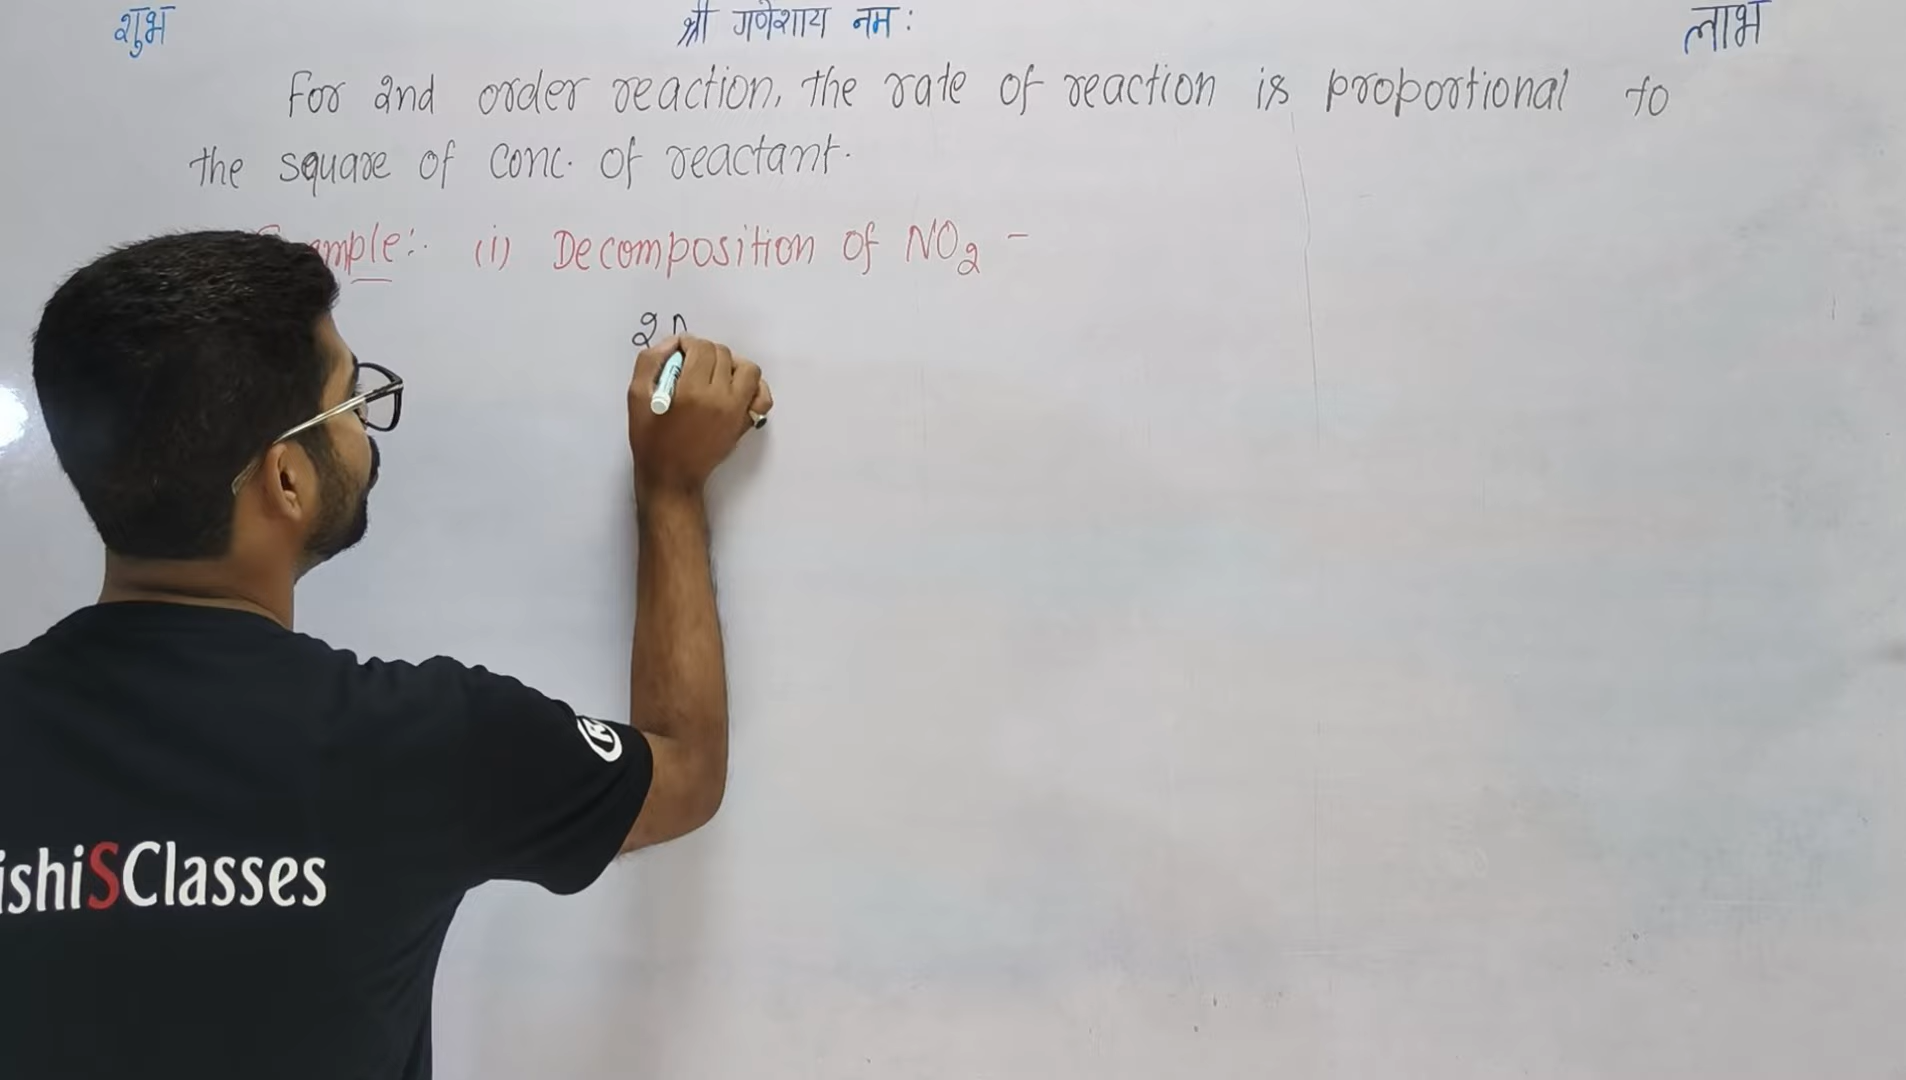 शुभ श्री गणेशाय नम: लाभ
For 2nd order reaction, the rate of reaction is proportional to
the square of conc. of reactant.
(i) Decomposition of NO₂ -
2
ishiSClasses